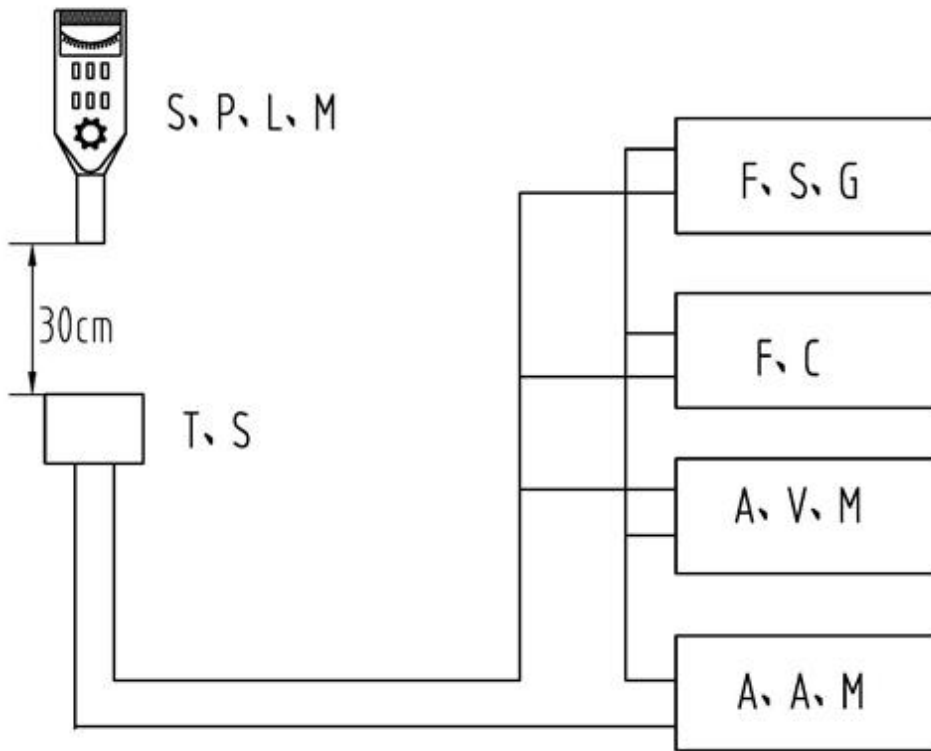 S、P、L、M
F、S、G
30cm
F、C
T、S
A、V、M
A、A、M